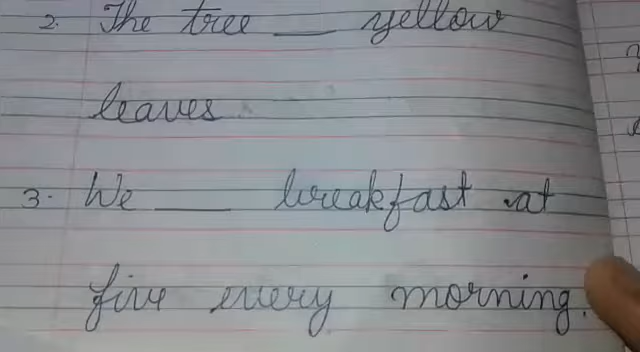 2. The tree ___ yellow
leaves
3. We ___ breakfast at
five every morning.